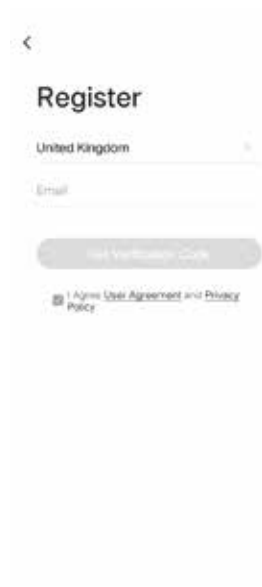 Register
United Kingdom
Email
Get Verification Code
I Agree User Agreement and Privacy
Policy